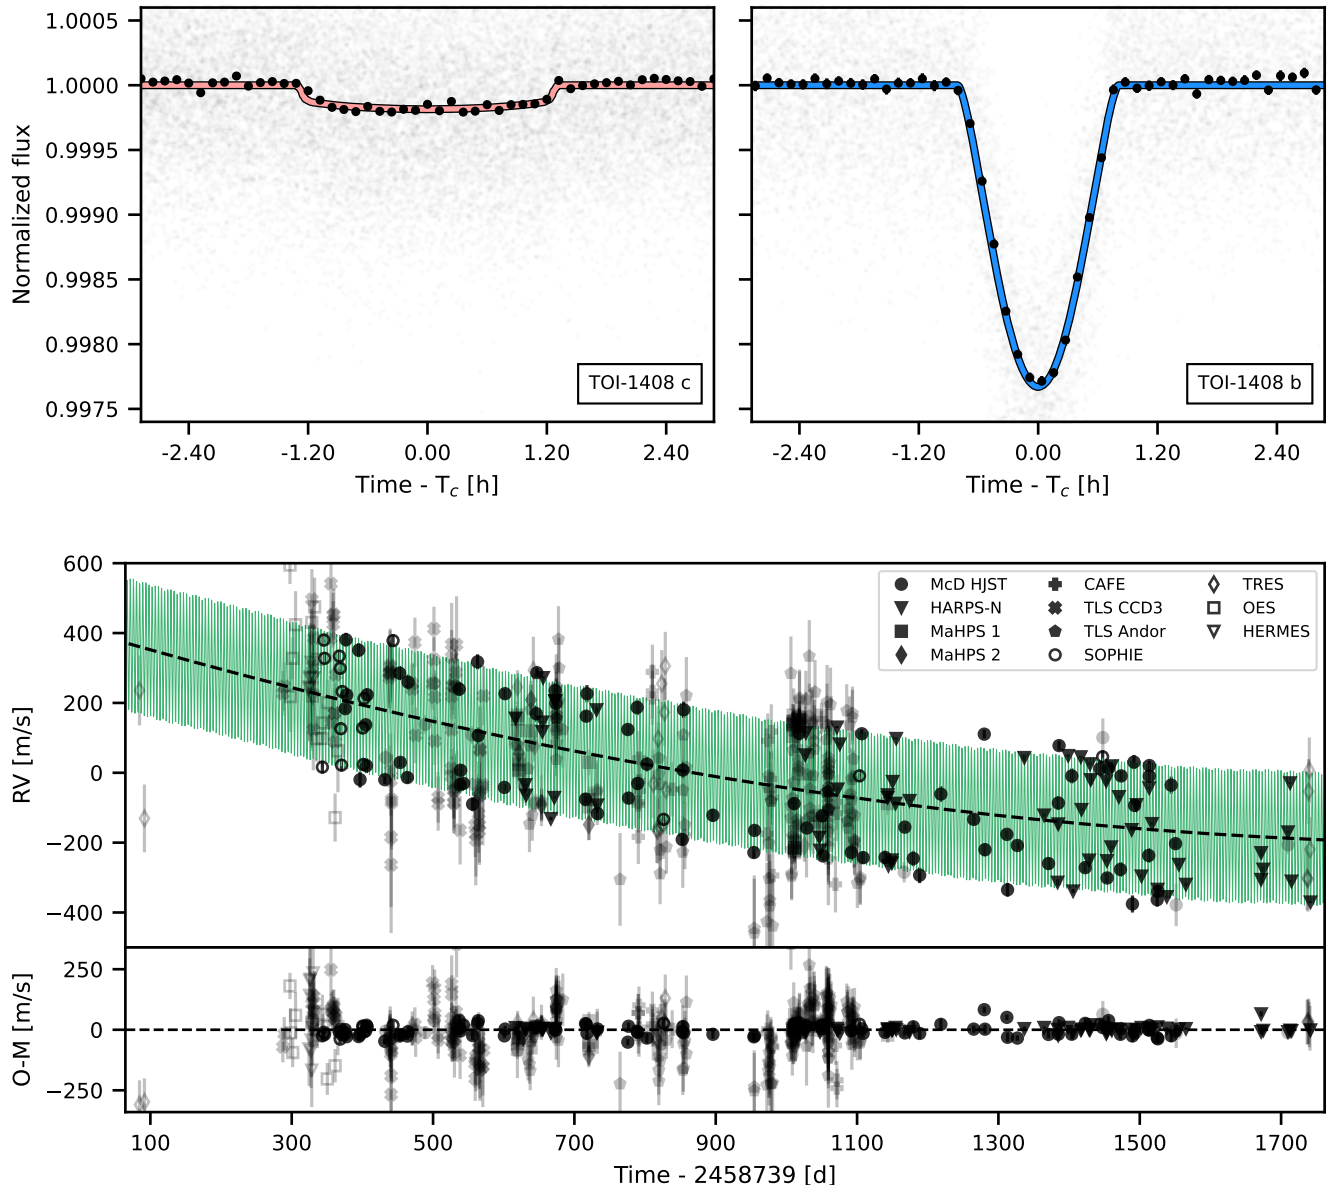 1.0005
1.0000
0.9995
0.9990
0.9985
0.9980
0.9975
Normalized flux
TOI-1408 c
TOI-1408 b
-2.40 -1.20 0.00 1.20 2.40
-2.40 -1.20 0.00 1.20 2.40
Time - Tc [h]
Time - Tc [h]
600
400
200
0
−200
−400
RV [m/s]
McD HJST
HARPS-N
MaHPS 1
MaHPS 2
CAFE
TLS CCD3
TLS Andor
SOPHIE
TRES
OES
HERMES
250
0
−250
O-M [m/s]
100 300 500 700 900 1100 1300 1500 1700
Time - 2458739 [d]